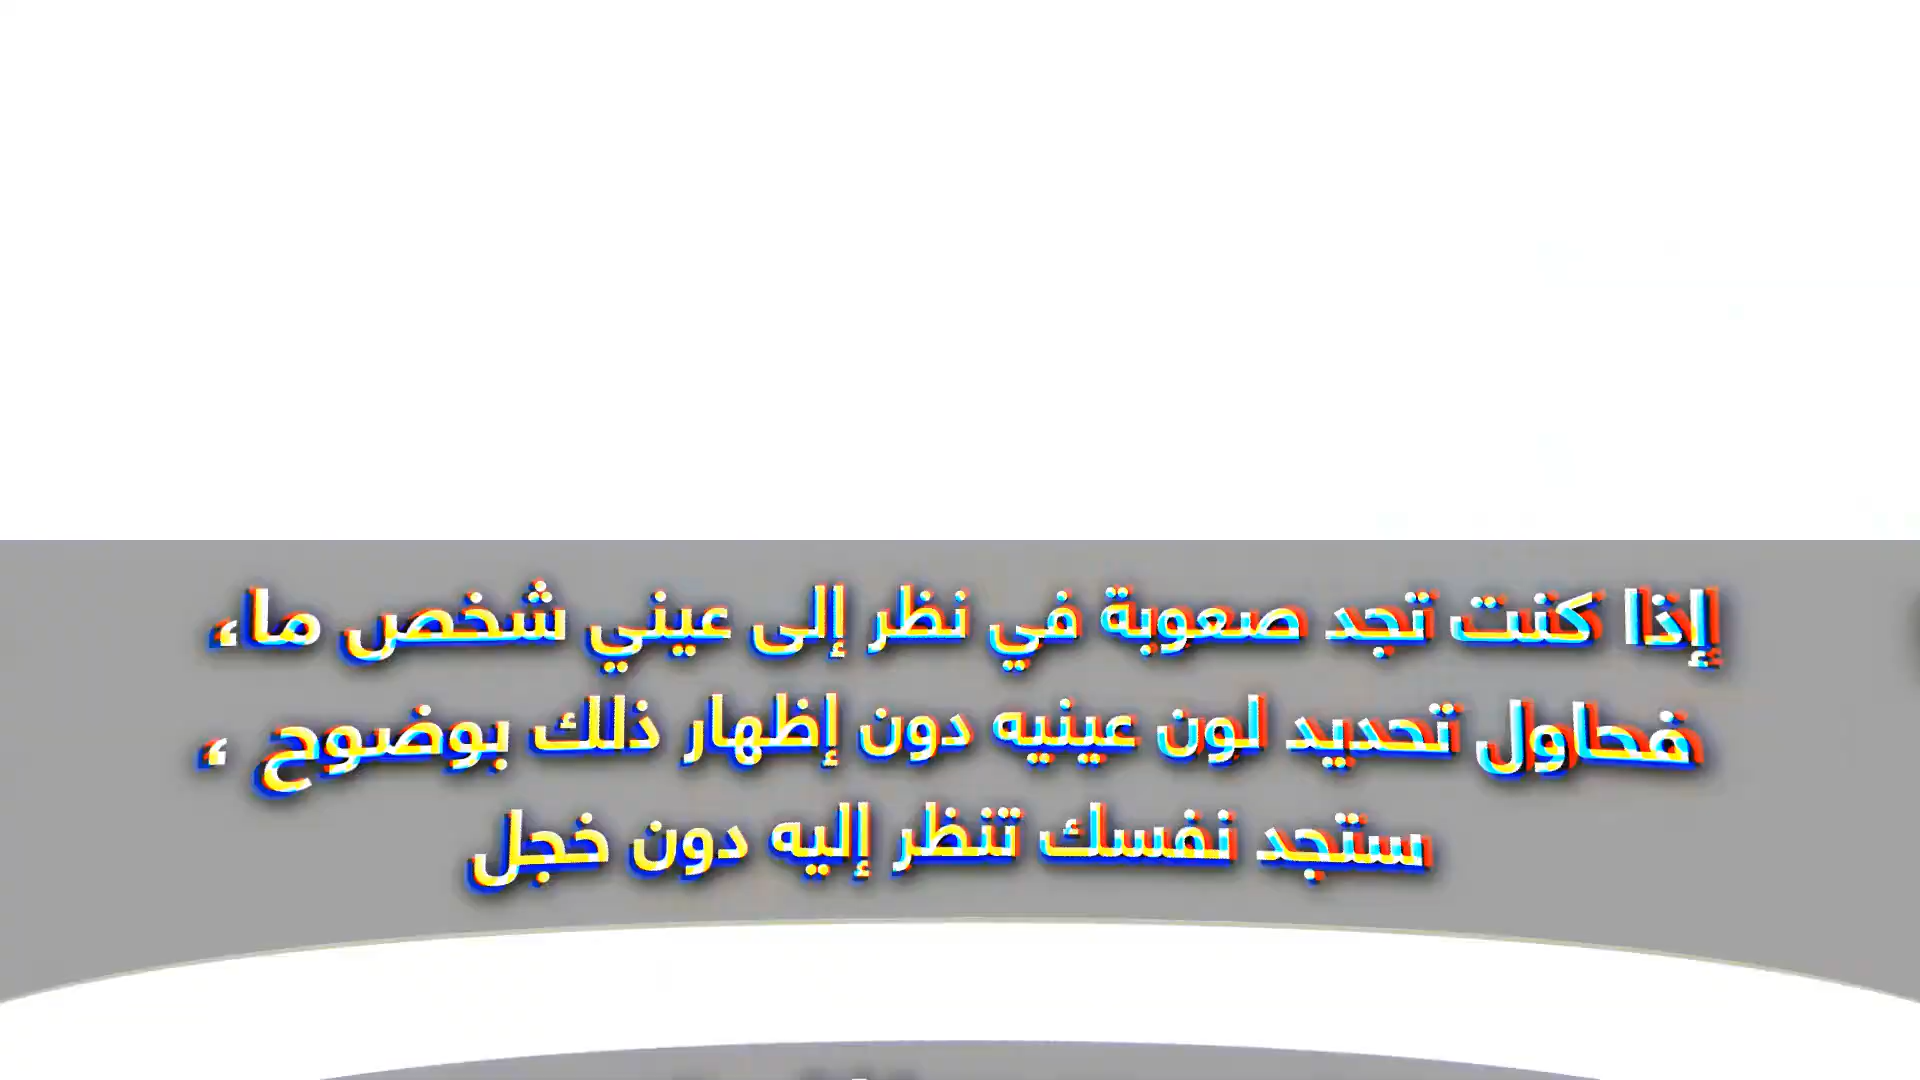 إذا كنت تجد صعوبة في نظر إلى عيني شخص ما،
فحاول تحديد لون عينيه دون إظهار ذلك بوضوح ،
ستجد نفسك تنظر إليه دون خجل